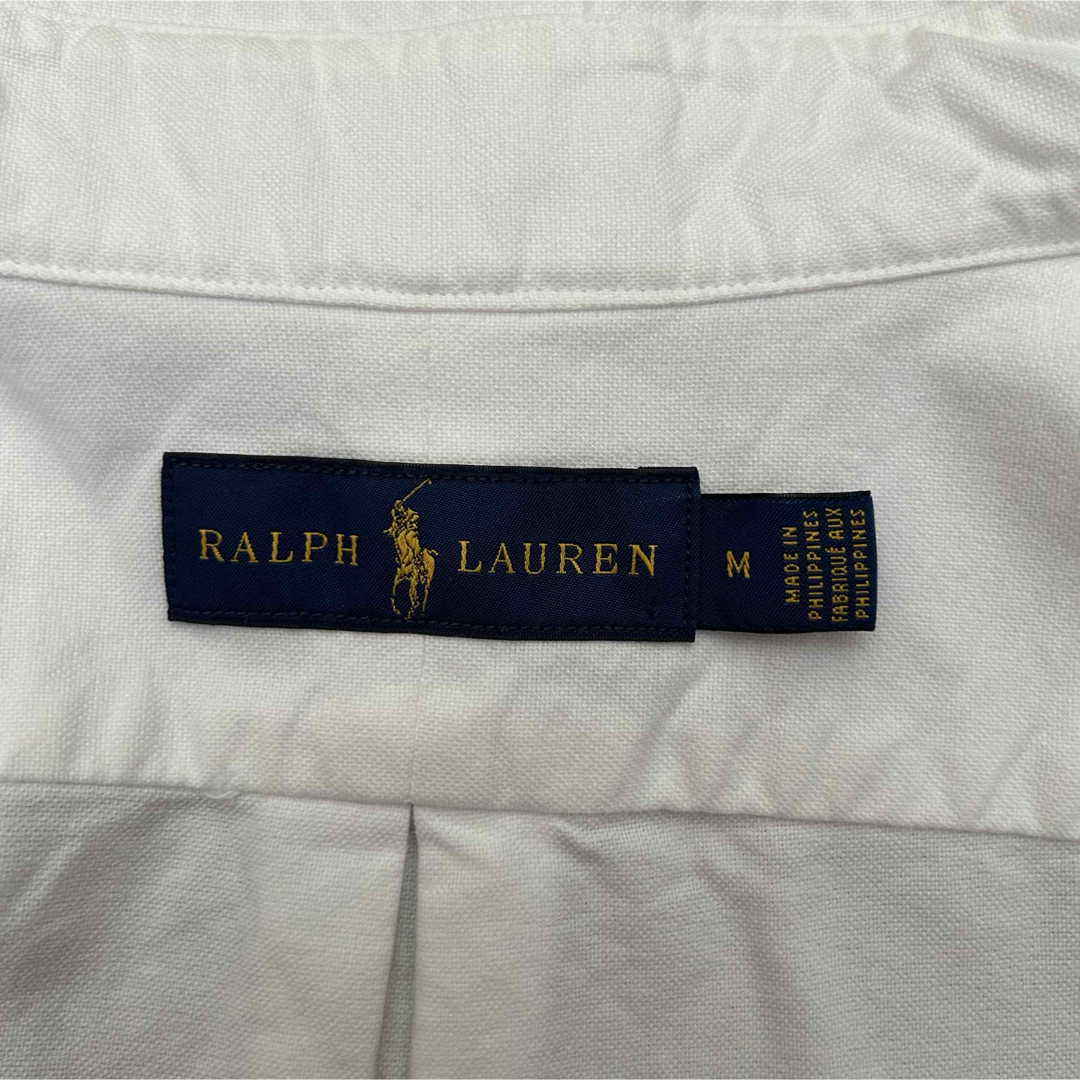 RALPH LAUREN
M
MADE IN
PHILIPPINES
FABRIQUÉ AUX
PHILIPPINES